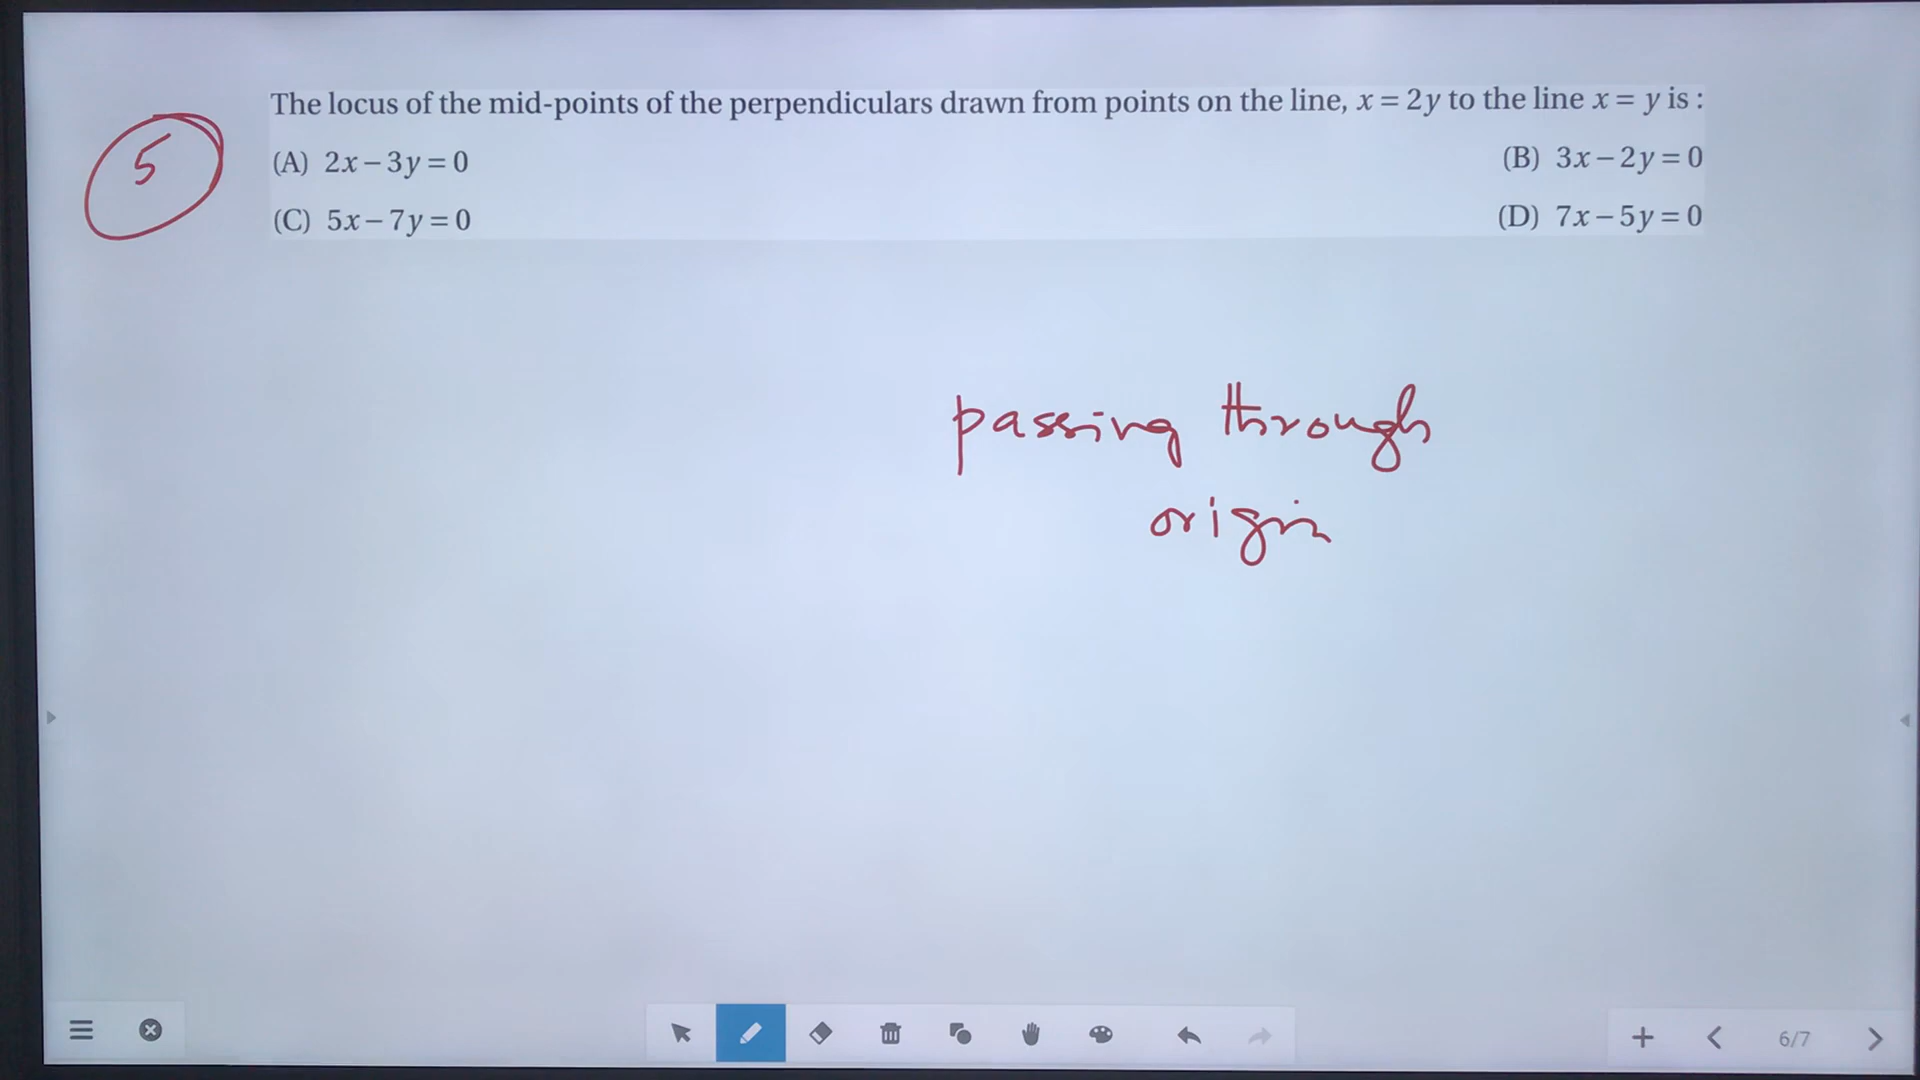 5
The locus of the mid-points of the perpendiculars drawn from points on the line, x = 2y to the line x = y is :
(A) 2x − 3y = 0 (B) 3x − 2y = 0
(C) 5x − 7y = 0 (D) 7x − 5y = 0
passing through
origin
6/7